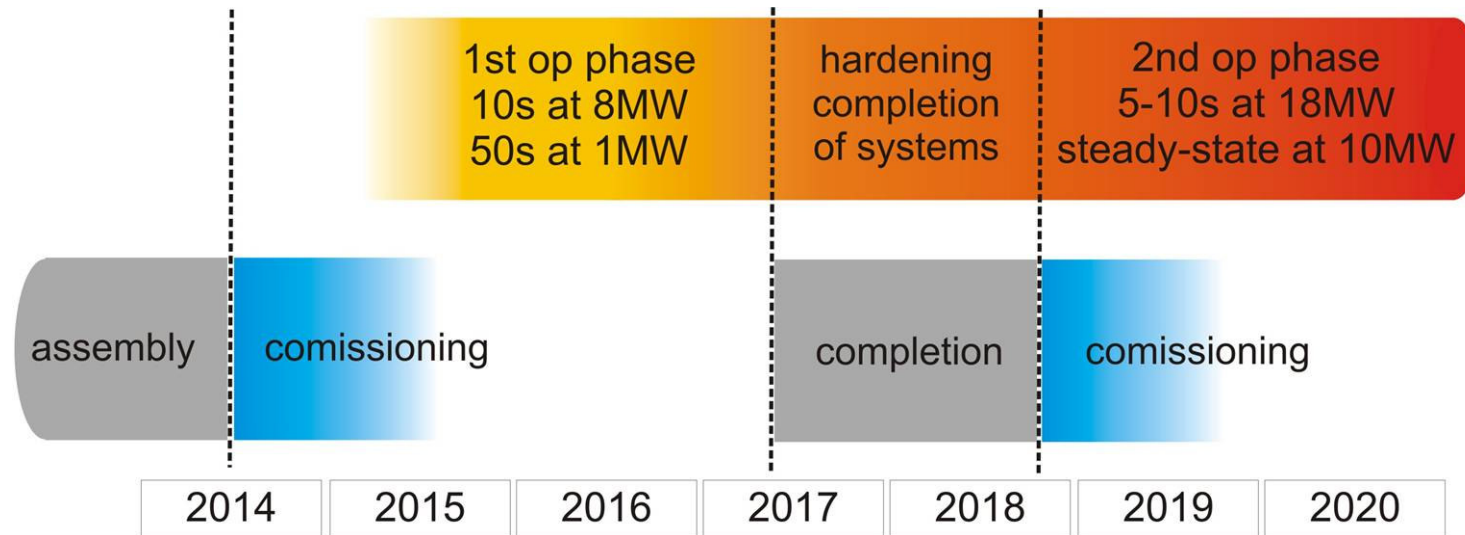 1st op phase
10s at 8MW
50s at 1MW
hardening
completion
of systems
2nd op phase
5-10s at 18MW
steady-state at 10MW
assembly
comissioning
completion
comissioning
2014
2015
2016
2017
2018
2019
2020